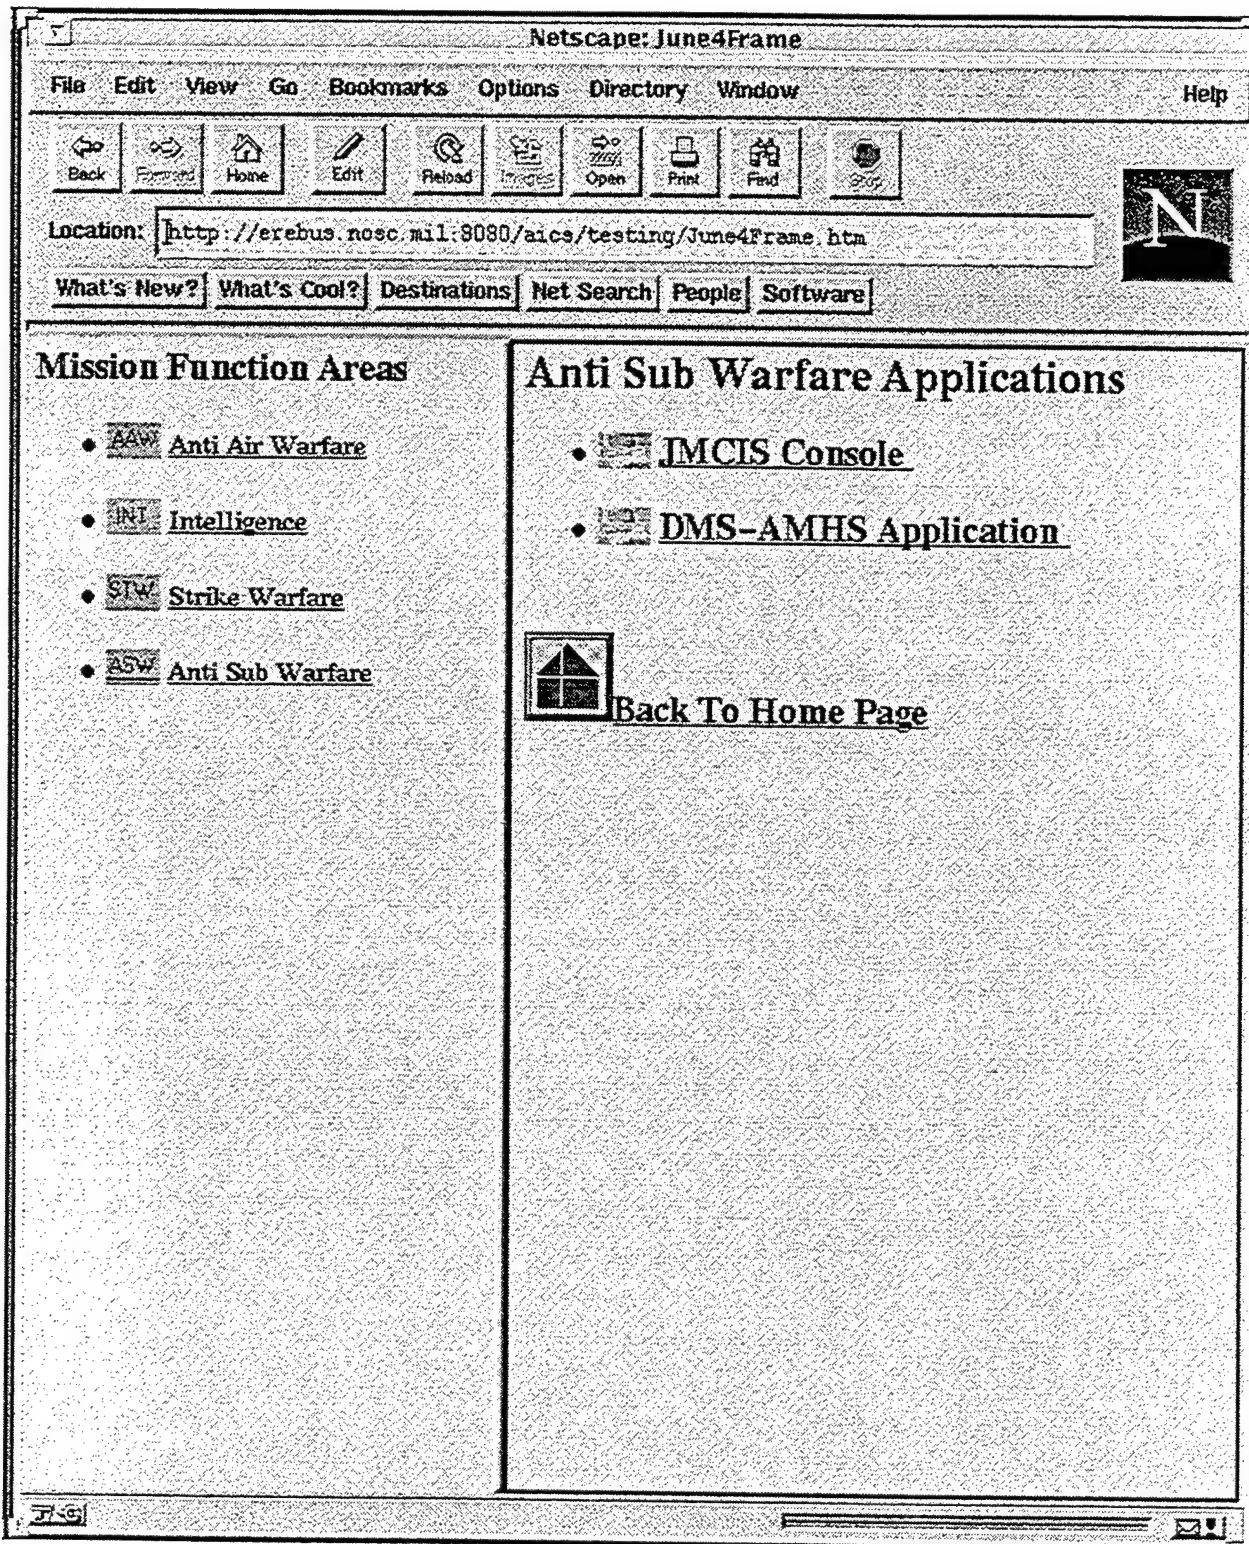 Netscape: June4Frame
File Edit View Go Bookmarks Options Directory Window Help
Back Forward Home Edit Reload Images Open Print Find Stop
N
Location: http://erebus.nosc.mil:8080/aics/testing/June4Frame.htm
What's New? What's Cool? Destinations Net Search People Software
Mission Function Areas
AAW Anti Air Warfare
INT Intelligence
STW Strike Warfare
ASW Anti Sub Warfare
Anti Sub Warfare Applications
JMCIS Console
DMS-AMHS Application
Back To Home Page